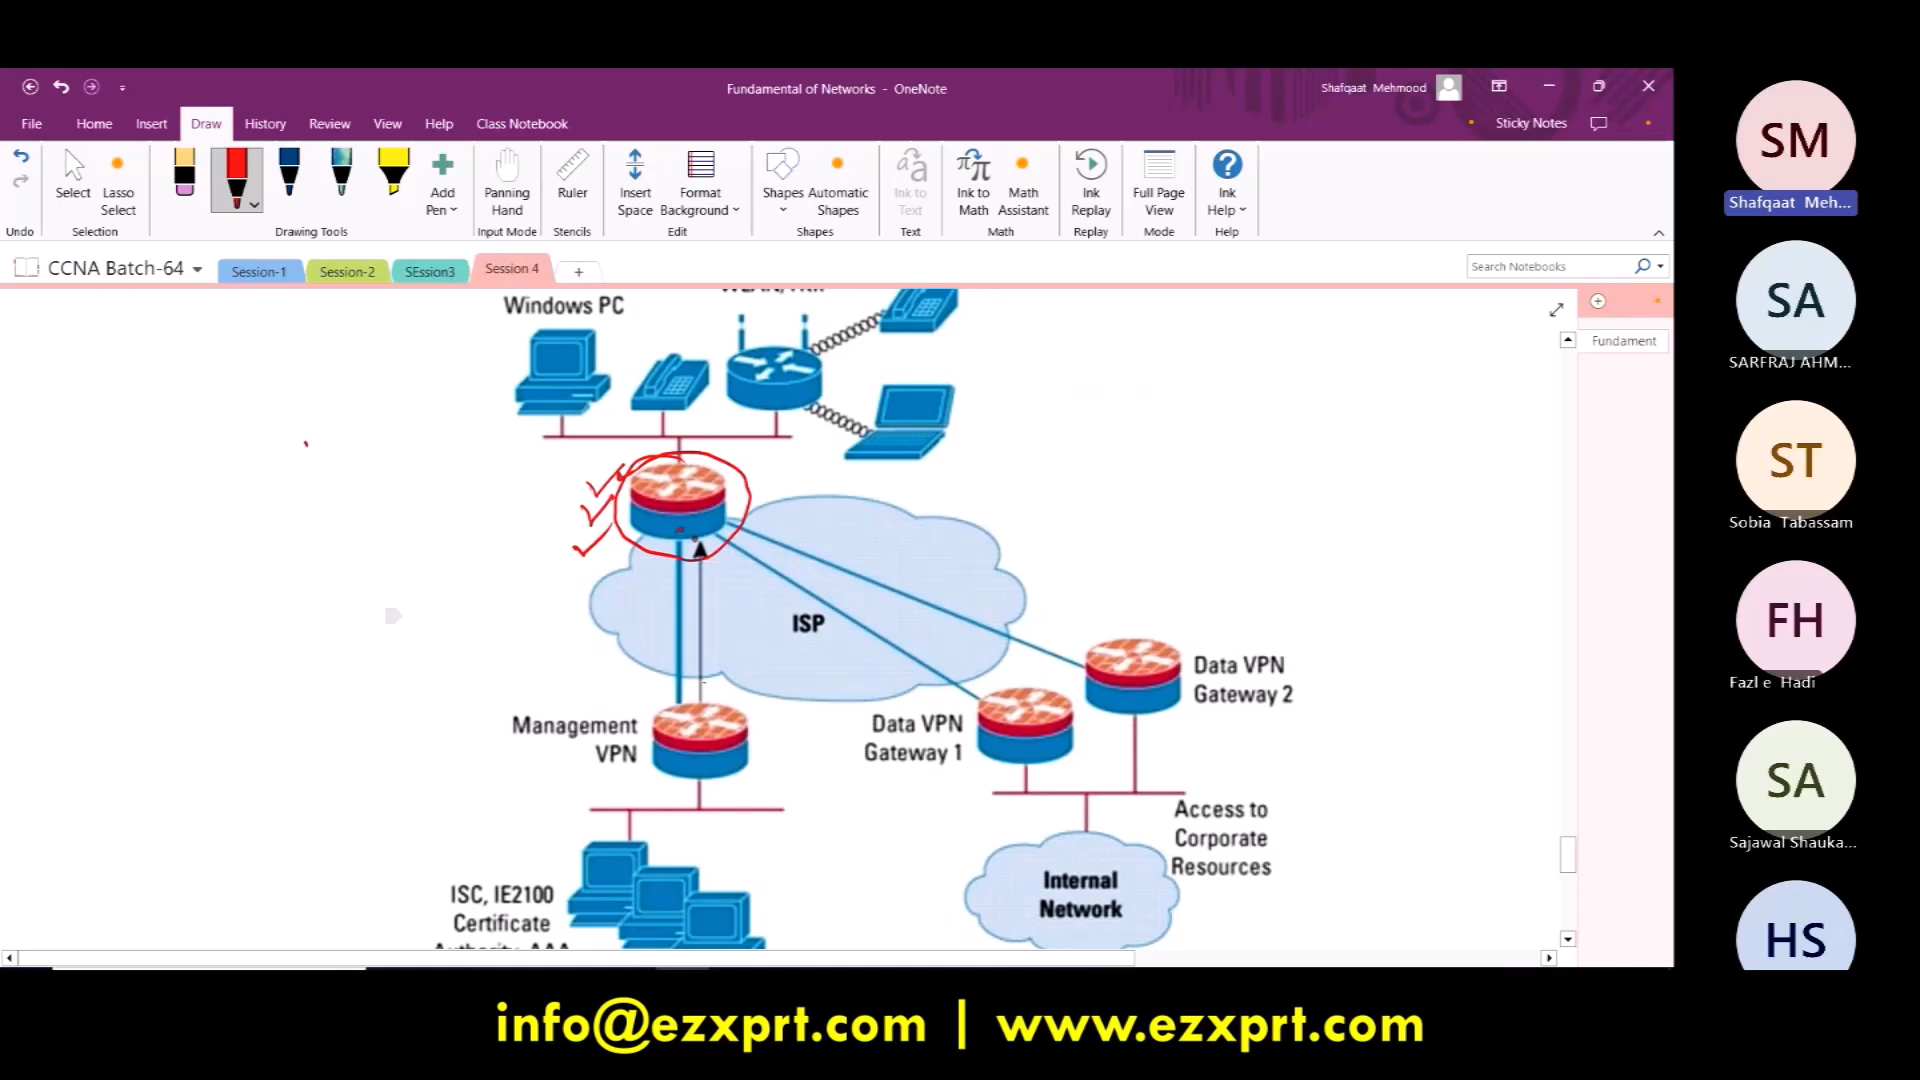 Fundamental of Networks - OneNote
Shafqaat Mehmood
File Home Insert Draw History Review View Help Class Notebook
Sticky Notes
Select
Lasso Select
Add Pen
Panning Hand
Ruler
Insert Space
Format Background
Shapes
Automatic Shapes
Ink to Text
Ink to Math
Math Assistant
Ink Replay
Full Page View
Ink Help
Undo Selection Drawing Tools Input Mode Stencils Edit Shapes Text Math Replay Mode Help
CCNA Batch-64 Session-1 Session-2 SEssion3 Session 4
Search Notebooks
Fundament
Windows PC
ISP
Management
VPN
Data VPN
Gateway 1
Data VPN
Gateway 2
Access to
Corporate
Resources
Internal
Network
ISC, IE2100
Certificate
SM
Shafqaat Meh...
SA
SARFRAJ AHM...
ST
Sobia Tabassam
FH
Fazl e Hadi
SA
Sajawal Shauka...
HS
info@ezxprt.com | www.ezxprt.com